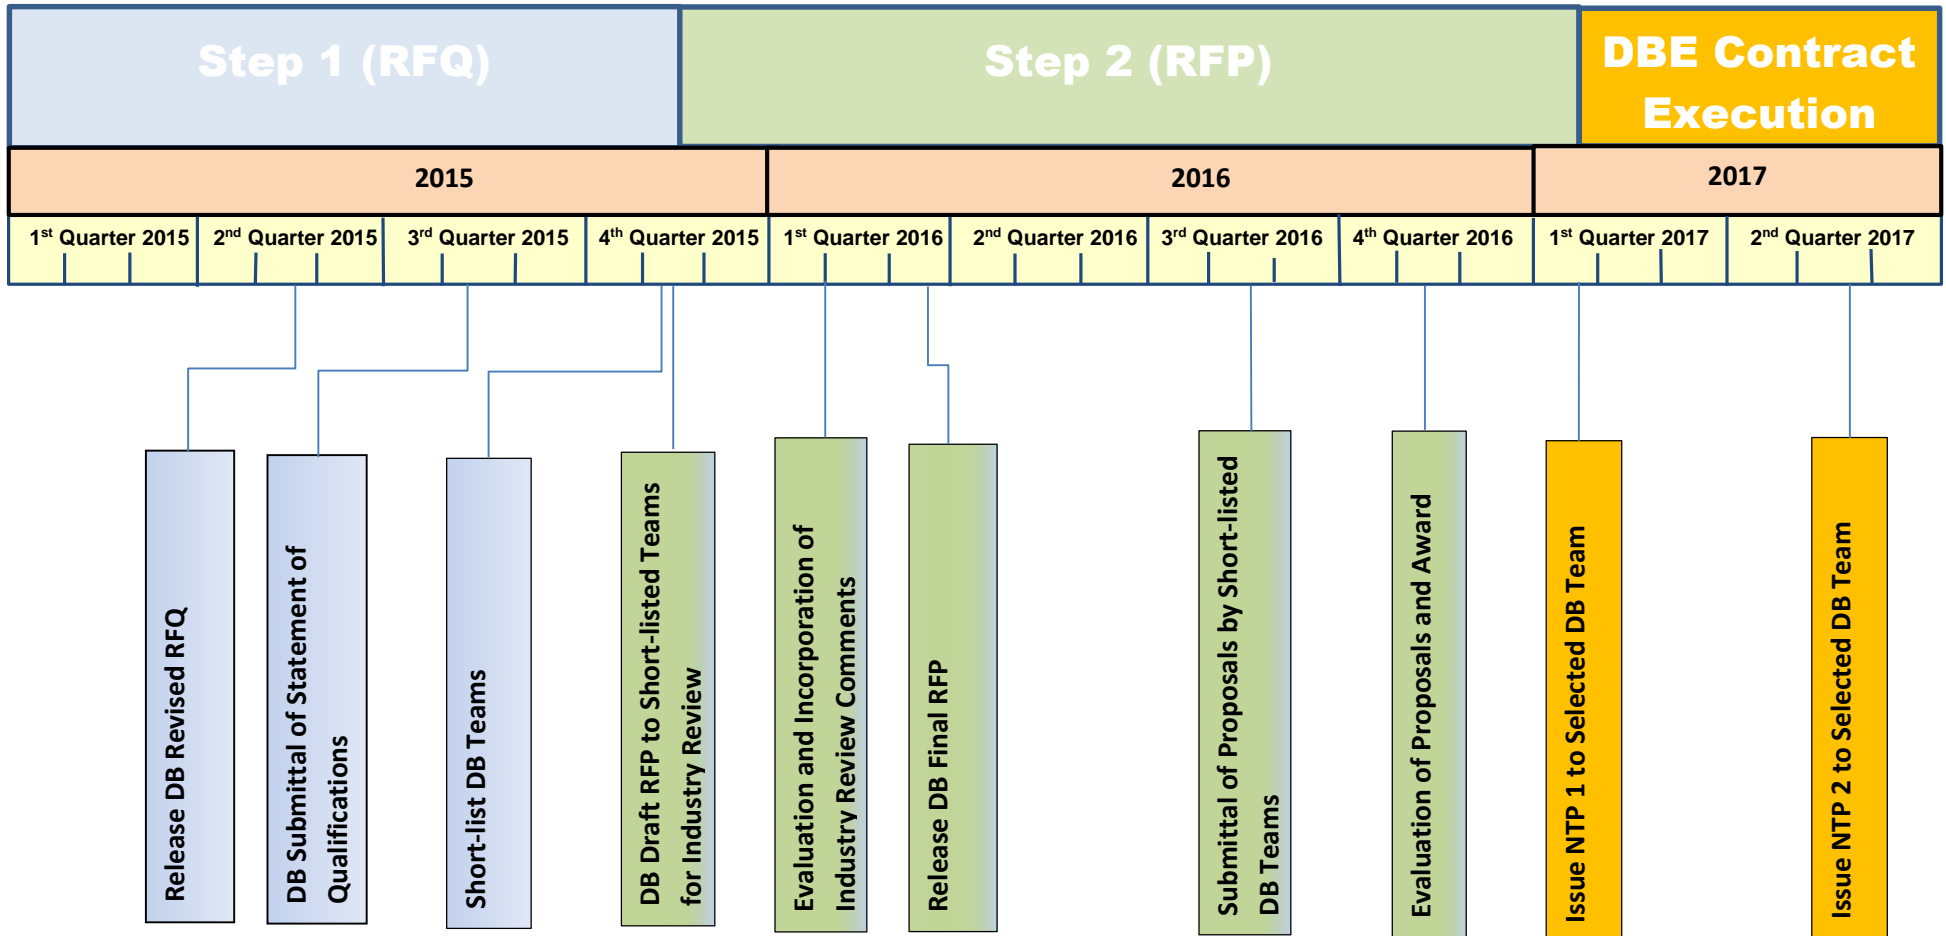 Step 1 (RFQ)
Step 2 (RFP)
DBE Contract
Execution
2015
2016
2017
1st Quarter 2015
2nd Quarter 2015
3rd Quarter 2015
4th Quarter 2015
1st Quarter 2016
2nd Quarter 2016
3rd Quarter 2016
4th Quarter 2016
1st Quarter 2017
2nd Quarter 2017
Release DB Revised RFQ
DB Submittal of Statement of
Qualifications
Short-list DB Teams
DB Draft RFP to Short-listed Teams
for Industry Review
Evaluation and Incorporation of
Industry Review Comments
Release DB Final RFP
Submittal of Proposals by Short-listed
DB Teams
Evaluation of Proposals and Award
Issue NTP 1 to Selected DB Team
Issue NTP 2 to Selected DB Team